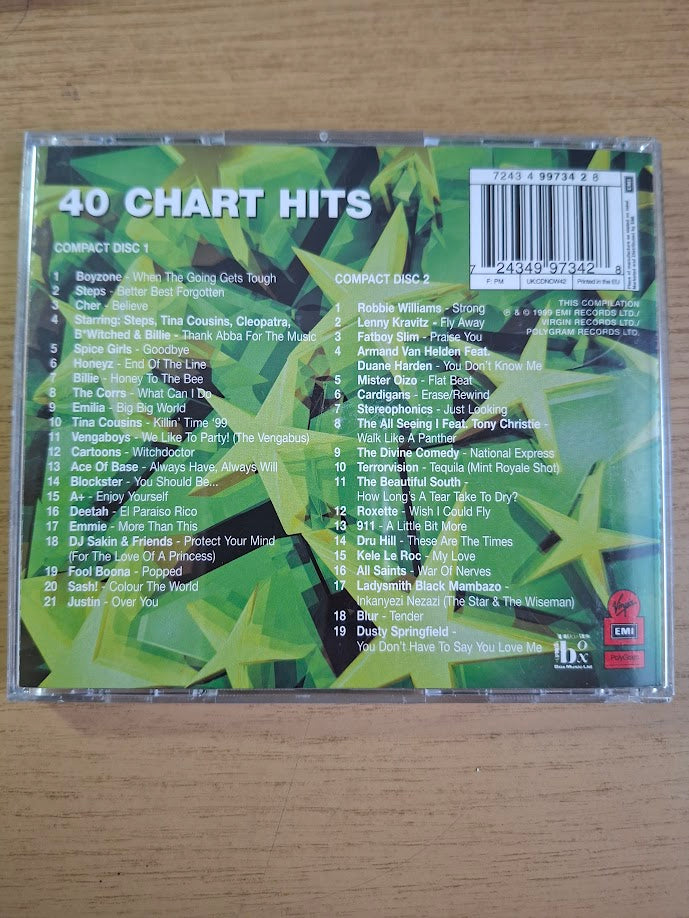 40 CHART HITS
COMPACT DISC 1
1 Boyzone - When The Going Gets Tough
2 Steps - Better Best Forgotten
3 Cher - Believe
4 Starring: Steps, Tina Cousins, Cleopatra,
B*Witched & Billie - Thank Abba For The Music
5 Spice Girls - Goodbye
6 Honeyz - End Of The Line
7 Billie - Honey To The Bee
8 The Corrs - What Can I Do
9 Emilia - Big Big World
10 Tina Cousins - Killin' Time '99
11 Vengaboys - We Like To Party! (The Vengabus)
12 Cartoons - Witchdoctor
13 Ace Of Base - Always Have, Always Will
14 Blockster - You Should Be...
15 A+ - Enjoy Yourself
16 Deetah - El Paraiso Rico
17 Emmie - More Than This
18 DJ Sakin & Friends - Protect Your Mind
(For The Love Of A Princess)
19 Fool Boona - Popped
20 Sash! - Colour The World
21 Justin - Over You
COMPACT DISC 2
1 Robbie Williams - Strong
2 Lenny Kravitz - Fly Away
3 Fatboy Slim - Praise You
4 Armand Van Helden Feat.
Duane Harden - You Don't Know Me
5 Mister Oizo - Flat Beat
6 Cardigans - Erase/Rewind
7 Stereophonics - Just Looking
8 The All Seeing I Feat. Tony Christie -
Walk Like A Panther
9 The Divine Comedy - National Express
10 Terrorvision - Tequila (Mint Royale Shot)
11 The Beautiful South -
How Long's A Tear Take To Dry?
12 Roxette - Wish I Could Fly
13 911 - A Little Bit More
14 Dru Hill - These Are The Times
15 Kele Le Roc - My Love
16 All Saints - War Of Nerves
17 Ladysmith Black Mambazo -
Inkanyezi Nezazi (The Star & The Wiseman)
18 Blur - Tender
19 Dusty Springfield -
You Don't Have To Say You Love Me
7243 4 99734 2 8
7 24349 97342 8
F: PM UK:CDNOW42 Printed in the EU
THIS COMPILATION
℗ & © 1999 EMI RECORDS LTD./
VIRGIN RECORDS LTD./
POLYGRAM RECORDS LTD.
Virgin
EMI
PolyGram
box
Box Music Ltd